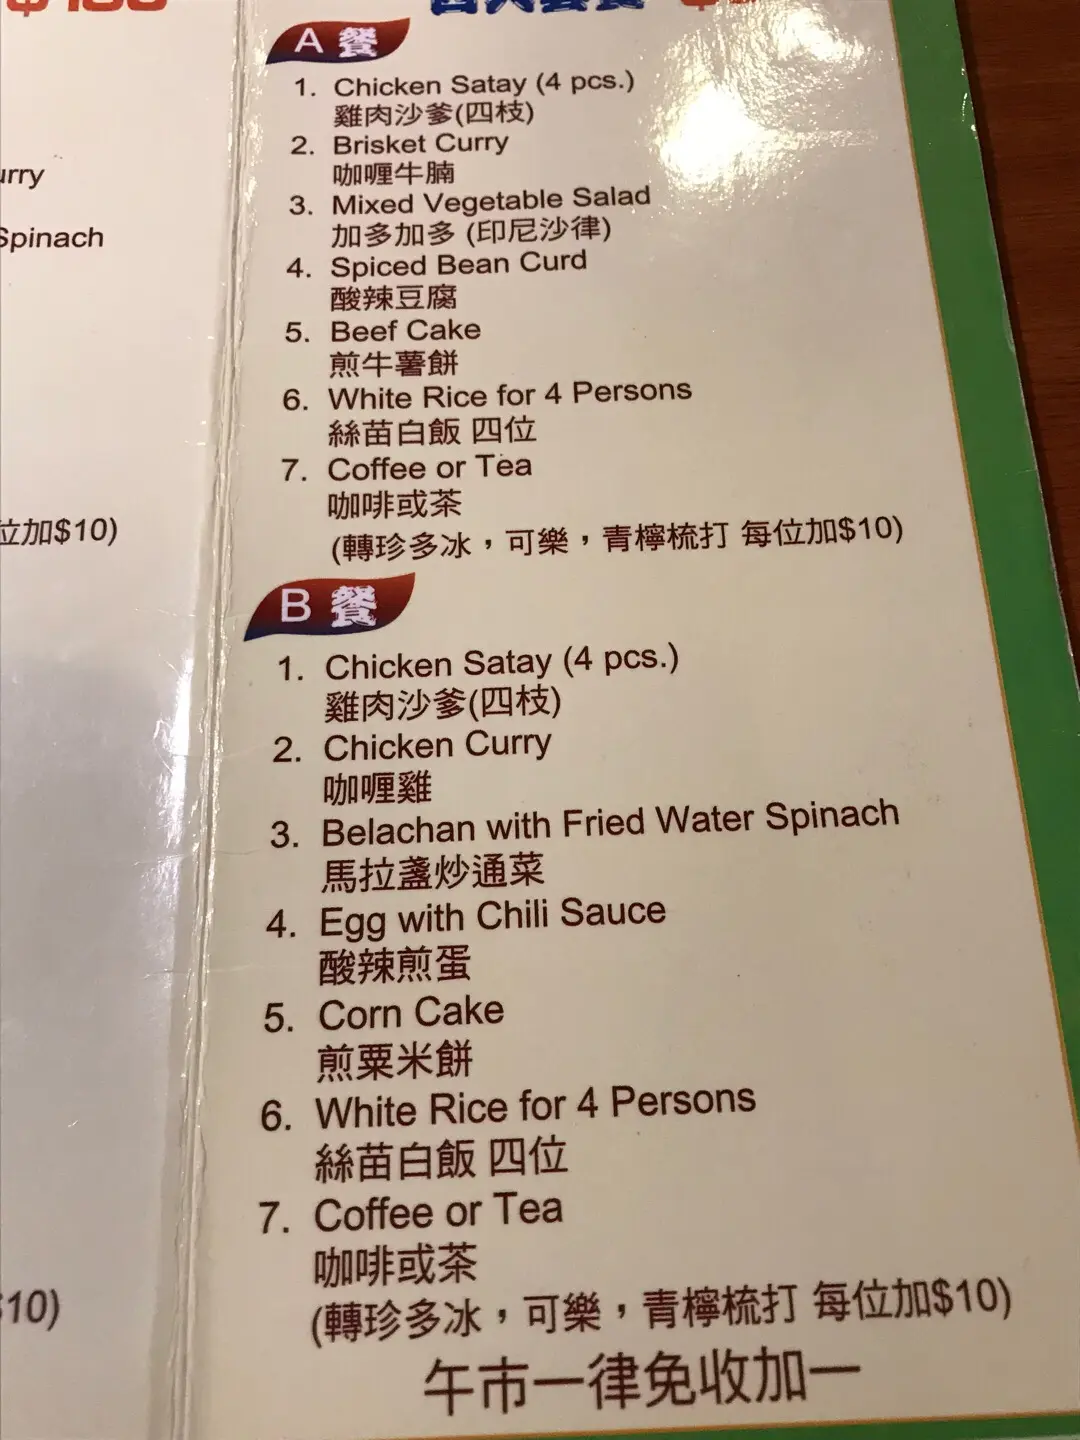 A 餐
1. Chicken Satay (4 pcs.)
雞肉沙爹(四枝)
2. Brisket Curry
咖喱牛腩
3. Mixed Vegetable Salad
加多加多 (印尼沙律)
4. Spiced Bean Curd
酸辣豆腐
5. Beef Cake
煎牛薯餅
6. White Rice for 4 Persons
絲苗白飯 四位
7. Coffee or Tea
咖啡或茶
(轉珍多冰，可樂，青檸梳打 每位加$10)
B 餐
1. Chicken Satay (4 pcs.)
雞肉沙爹(四枝)
2. Chicken Curry
咖喱雞
3. Belachan with Fried Water Spinach
馬拉盞炒通菜
4. Egg with Chili Sauce
酸辣煎蛋
5. Corn Cake
煎粟米餅
6. White Rice for 4 Persons
絲苗白飯 四位
7. Coffee or Tea
咖啡或茶
(轉珍多冰，可樂，青檸梳打 每位加$10)
午市一律免收加一
urry
Spinach
位加$10)
$10)